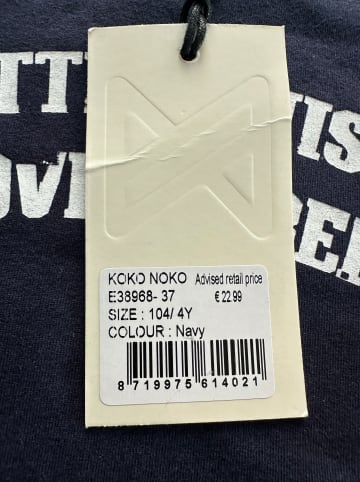 KOKO NOKO Advised retail price
E38968- 37 € 22.99
SIZE : 104/ 4Y
COLOUR : Navy
8 719975 614021